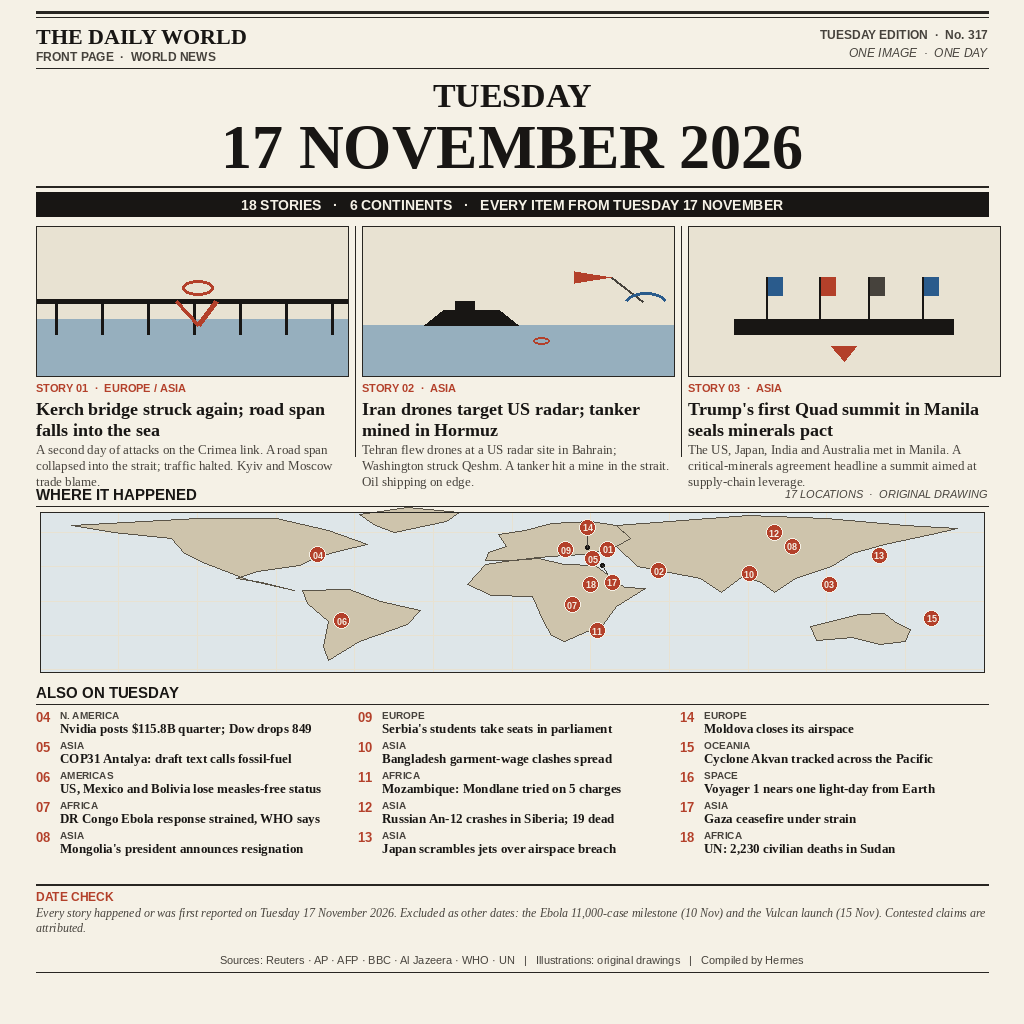 THE DAILY WORLD
FRONT PAGE · WORLD NEWS
TUESDAY EDITION · No. 317
ONE IMAGE · ONE DAY
TUESDAY
17 NOVEMBER 2026
18 STORIES · 6 CONTINENTS · EVERY ITEM FROM TUESDAY 17 NOVEMBER
STORY 01 · EUROPE / ASIA
Kerch bridge struck again; road span
falls into the sea
A second day of attacks on the Crimea link. A road span
collapsed into the strait; traffic halted. Kyiv and Moscow
trade blame.
STORY 02 · ASIA
Iran drones target US radar; tanker
mined in Hormuz
Tehran flew drones at a US radar site in Bahrain;
Washington struck Qeshm. A tanker hit a mine in the strait.
Oil shipping on edge.
STORY 03 · ASIA
Trump's first Quad summit in Manila
seals minerals pact
The US, Japan, India and Australia met in Manila. A
critical-minerals agreement headline a summit aimed at
supply-chain leverage.
WHERE IT HAPPENED
17 LOCATIONS · ORIGINAL DRAWING
14
12
09
01
08
04
05
13
02
10
18
17
03
07
06
15
11
ALSO ON TUESDAY
04 N. AMERICA
Nvidia posts $115.8B quarter; Dow drops 849
05 ASIA
COP31 Antalya: draft text calls fossil-fuel
06 AMERICAS
US, Mexico and Bolivia lose measles-free status
07 AFRICA
DR Congo Ebola response strained, WHO says
08 ASIA
Mongolia's president announces resignation
09 EUROPE
Serbia's students take seats in parliament
10 ASIA
Bangladesh garment-wage clashes spread
11 AFRICA
Mozambique: Mondlane tried on 5 charges
12 ASIA
Russian An-12 crashes in Siberia; 19 dead
13 ASIA
Japan scrambles jets over airspace breach
14 EUROPE
Moldova closes its airspace
15 OCEANIA
Cyclone Akvan tracked across the Pacific
16 SPACE
Voyager 1 nears one light-day from Earth
17 ASIA
Gaza ceasefire under strain
18 AFRICA
UN: 2,230 civilian deaths in Sudan
DATE CHECK
Every story happened or was first reported on Tuesday 17 November 2026. Excluded as other dates: the Ebola 11,000-case milestone (10 Nov) and the Vulcan launch (15 Nov). Contested claims are
attributed.
Sources: Reuters · AP · AFP · BBC · Al Jazeera · WHO · UN | Illustrations: original drawings | Compiled by Hermes